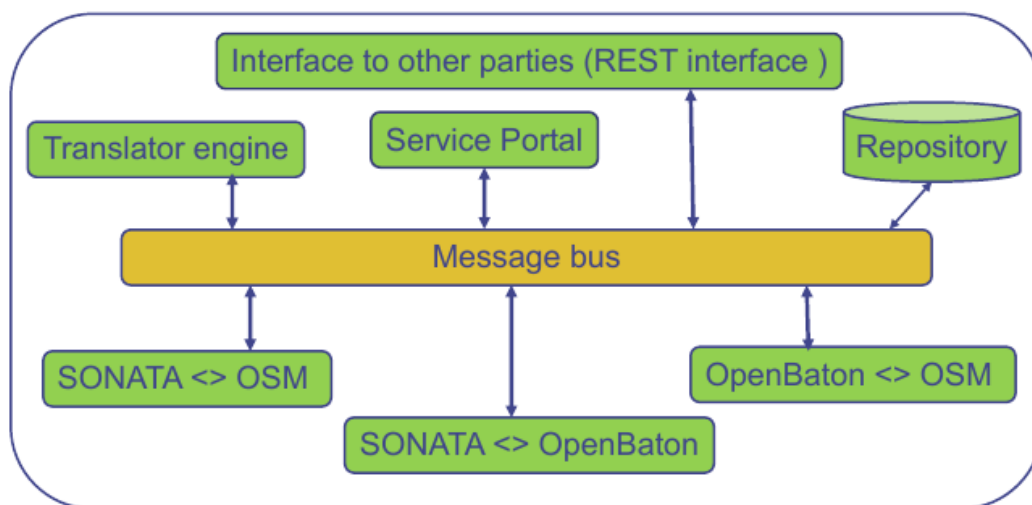 Interface to other parties (REST interface )
Translator engine
Service Portal
Repository
Message bus
SONATA <> OSM
OpenBaton <> OSM
SONATA <> OpenBaton